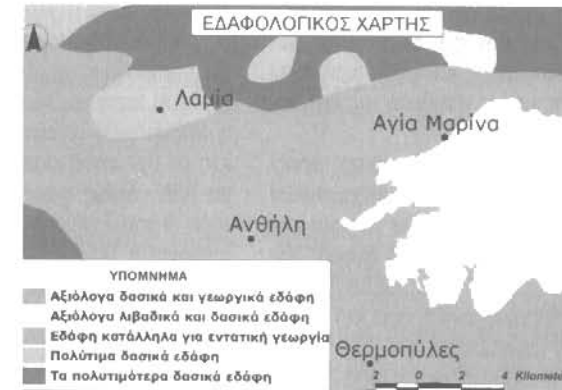 ΕΔΑΦΟΛΟΓΙΚΟΣ ΧΑΡΤΗΣ
Λαμία
Αγία Μαρίνα
Ανθήλη
ΥΠΟΜΝΗΜΑ
Αξιόλογα δασικά και γεωργικά εδάφη
Αξιόλογα λιβαδικά και δασικά εδάφη
Εδάφη κατάλληλα για εντατική γεωργία
Πολύτιμα δασικά εδάφη
Τα πολυτιμότερα δασικά εδάφη
Θερμοπύλες
2 0 2 4 Kilomete